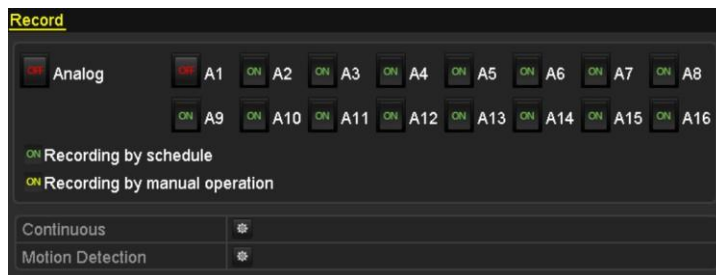 Record
OFF Analog OFF A1 ON A2 ON A3 ON A4 ON A5 ON A6 ON A7 ON A8
ON A9 ON A10 ON A11 ON A12 ON A13 ON A14 ON A15 ON A16
ON Recording by schedule
ON Recording by manual operation
Continuous
Motion Detection